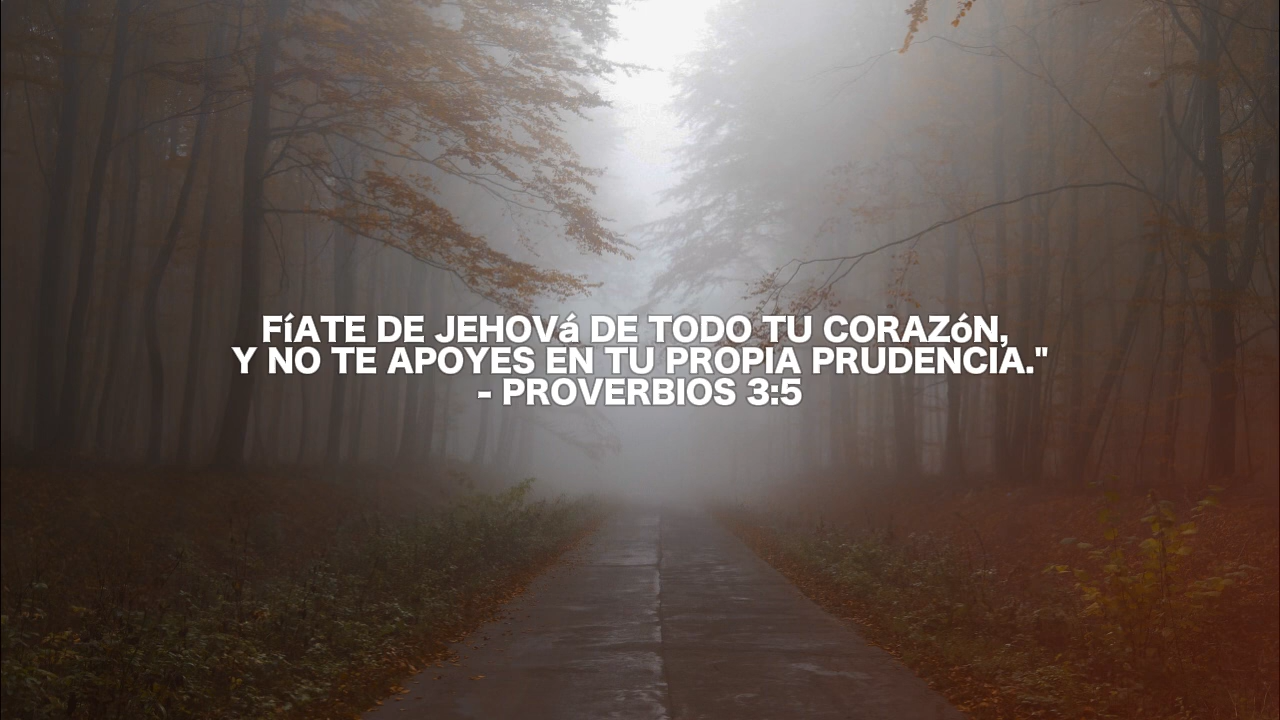 FíATE DE JEHOVá DE TODO TU CORAZóN,
Y NO TE APOYES EN TU PROPIA PRUDENCIA."
- PROVERBIOS 3:5